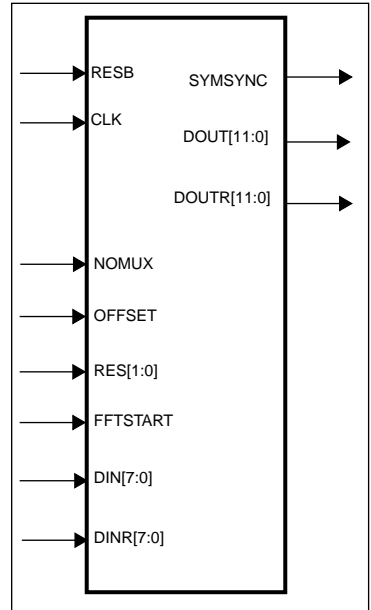 RESB
SYMSYNC
CLK
DOUT[11:0]
DOUTR[11:0]
NOMUX
OFFSET
RES[1:0]
FFTSTART
DIN[7:0]
DINR[7:0]